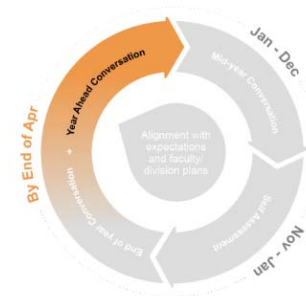 By End of Apr
End of year Conversation + Year Ahead Conversation
Jan - Dec
Mid-year Conversation
Alignment with
expectations
and faculty/
division plans
Self Assessment
Nov - Jan